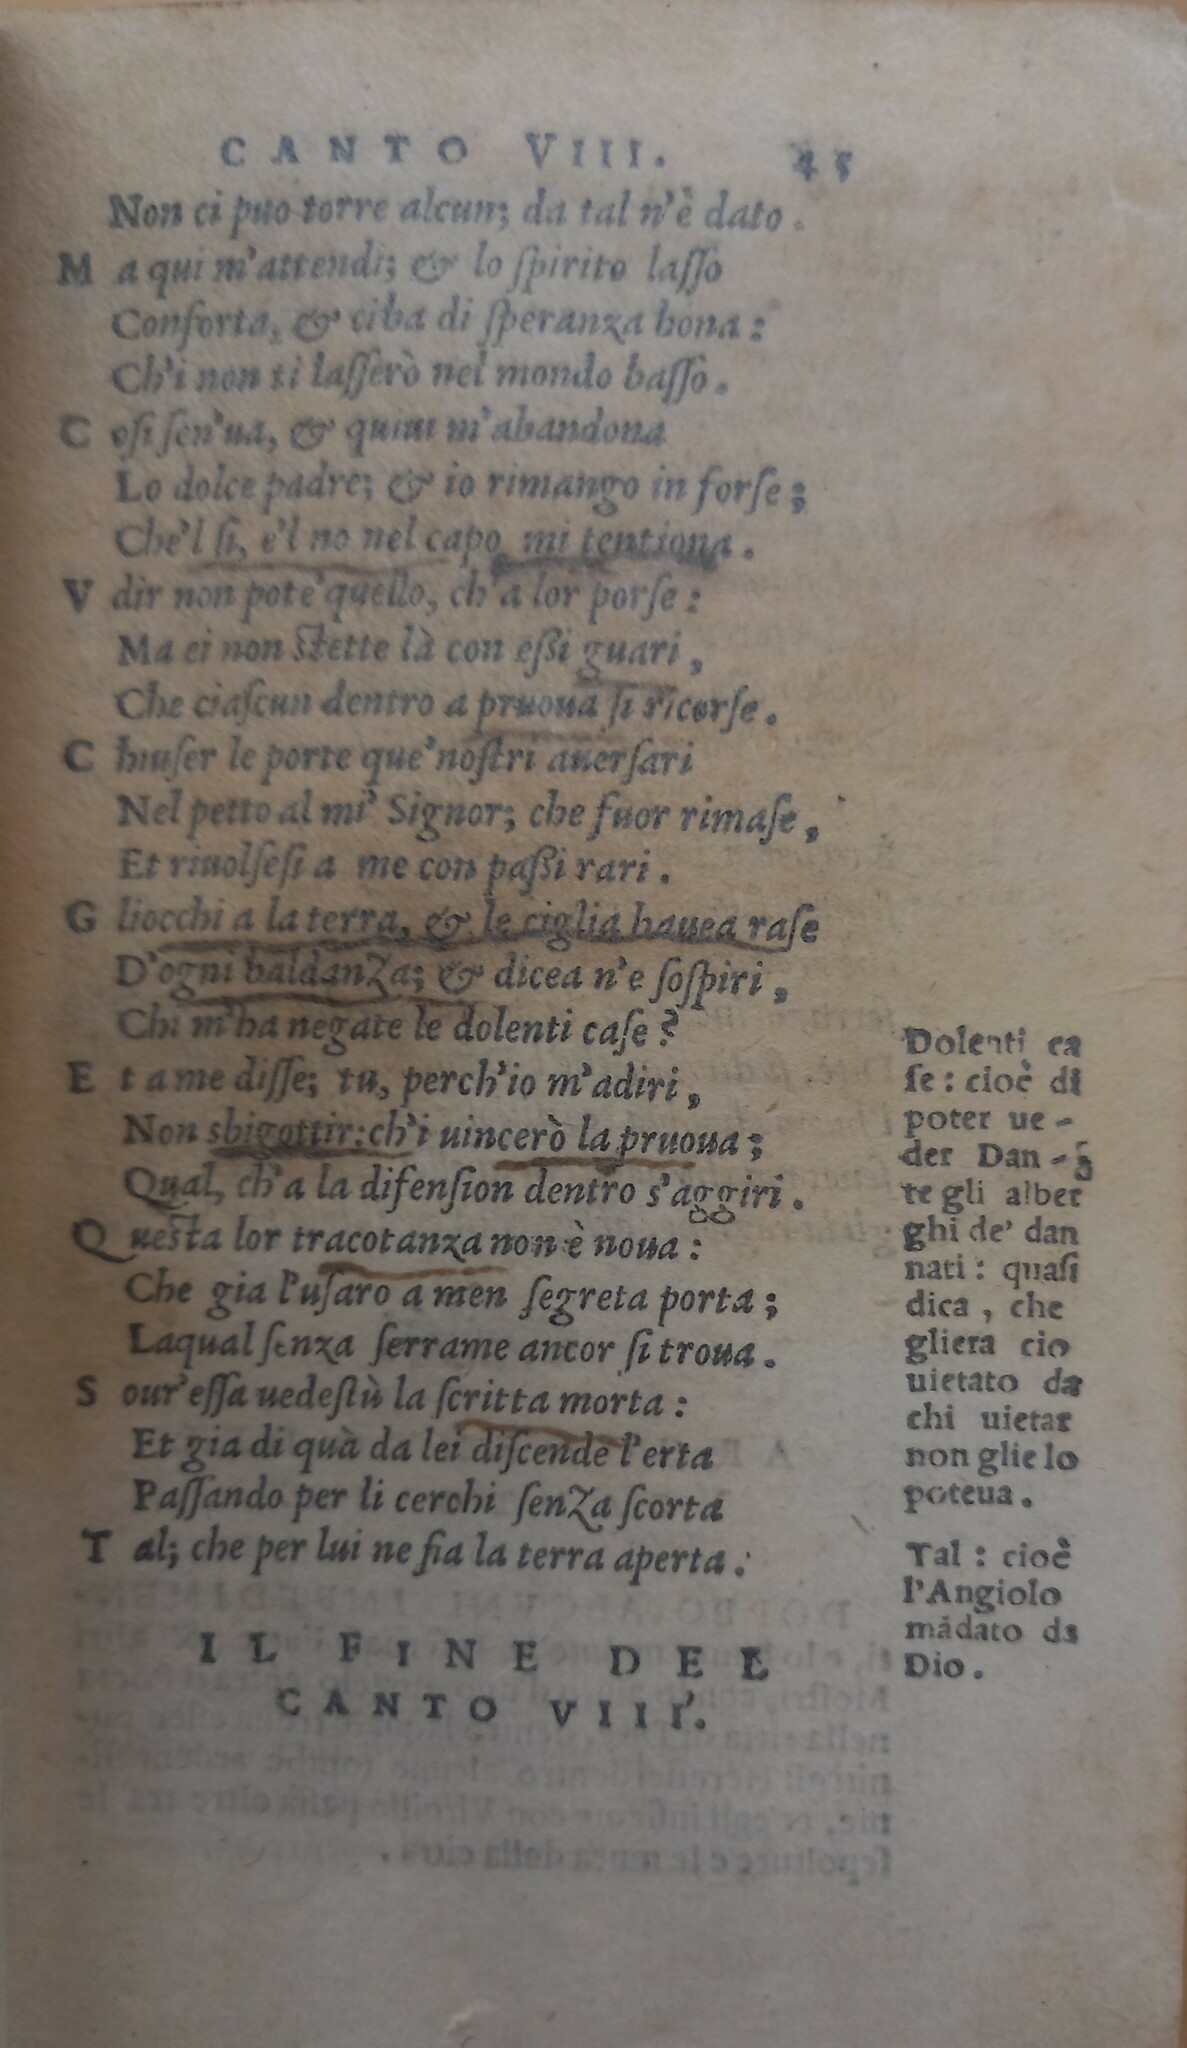 CANTO VIII. 45
Non ci puo torre alcun; da tal n'è dato.
M a qui m'attendi; & lo ſpirito laſſo
Conforta, & ciba di ſperanza bona:
Ch'i non ti laſſerò nel mondo baſſo.
C oſi ſen'ua, & quiui m'abandona
Lo dolce padre; & io rimango in forſe;
Che'l ſi, e'l no nel capo mi tentiona.
V dir non pote'quello, ch'a lor porſe:
Ma ei non ſtette là con eßi guari,
Che ciaſcun dentro a pruoua ſi ricorſe.
C hiuſer le porte que'noſtri auerſari
Nel petto al mi' Signor; che fuor rimaſe,
Et riuolſeſi a me con paßi rari.
G liocchi a la terra, & le ciglia hauea raſe
D'ogni baldanza; & dicea n'e ſoſpiri,
Chi m'ha negate le dolenti caſe?
E t a me diſſe; tu, perch'io m'adiri,
Non sbigottir: ch'i uincerò la pruoua;
Qual, ch'a la difenſion dentro s'aggiri.
Q ueſta lor tracotanza non è noua:
Che gia l'uſaro a men ſegreta porta;
Laqual ſenza ſerrame ancor ſi troua.
S our'eſſa uedeſtù la ſcritta morta:
Et gia di quà da lei diſcende l'erta
Paſſando per li cerchi ſenza ſcorta
T al; che per lui ne fia la terra aperta.
IL FINE DEL
CANTO VIII.
Dolenti ca
ſe: cioè di
poter ue-
der Dan-
te gli alber
ghi de' dan
nati: quaſi
dica, che
gliera cio
uietato da
chi uietar
non glie lo
poteua.
Tal: cioè
l'Angiolo
mãdato da
Dio.